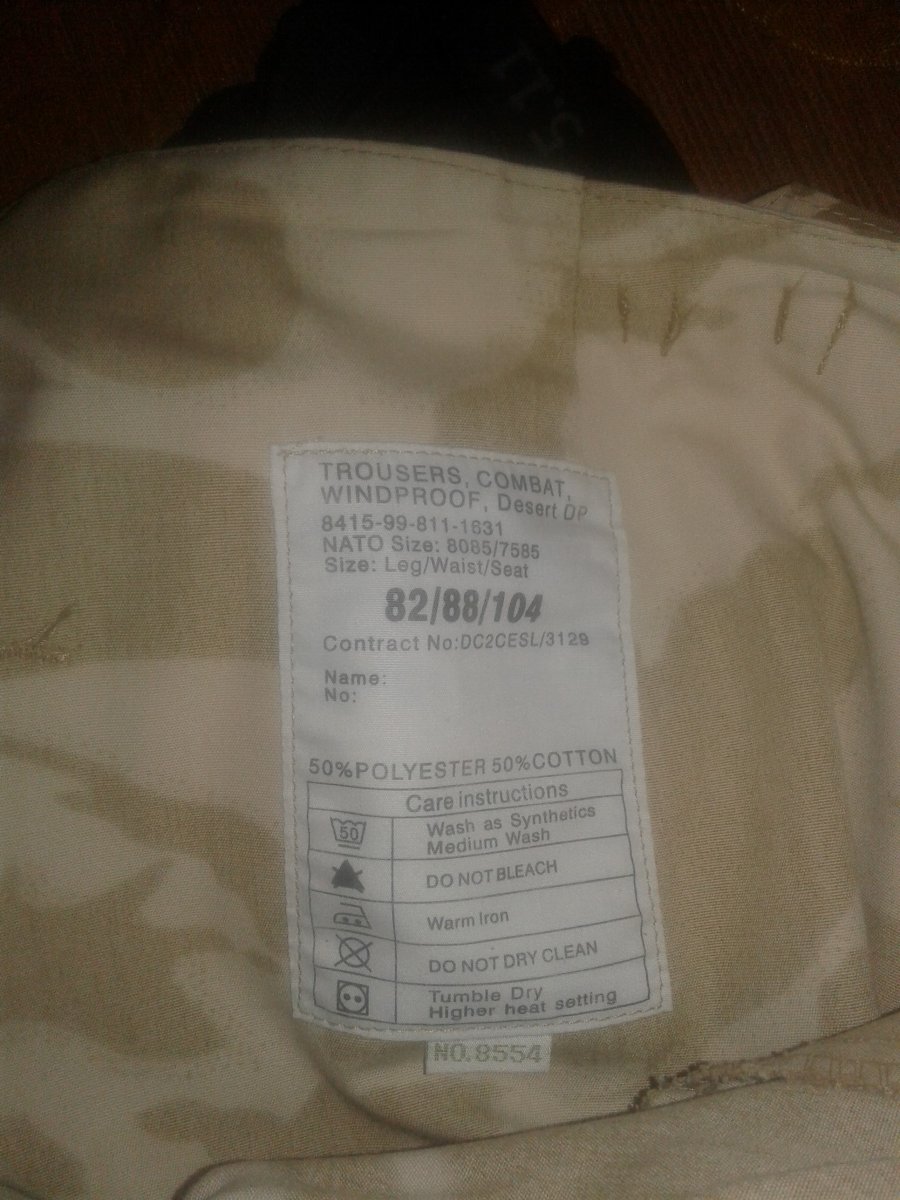 5.11
TROUSERS, COMBAT,
WINDPROOF, Desert DP
8415-99-811-1631
NATO Size: 8085/7585
Size: Leg/Waist/Seat
82/88/104
Contract No:DC2CESL/3129
Name:
No:
50%POLYESTER 50%COTTON
Care instructions
50
Wash as Synthetics
Medium Wash
DO NOT BLEACH
Warm Iron
DO NOT DRY CLEAN
Tumble Dry
Higher heat setting
NO.8554